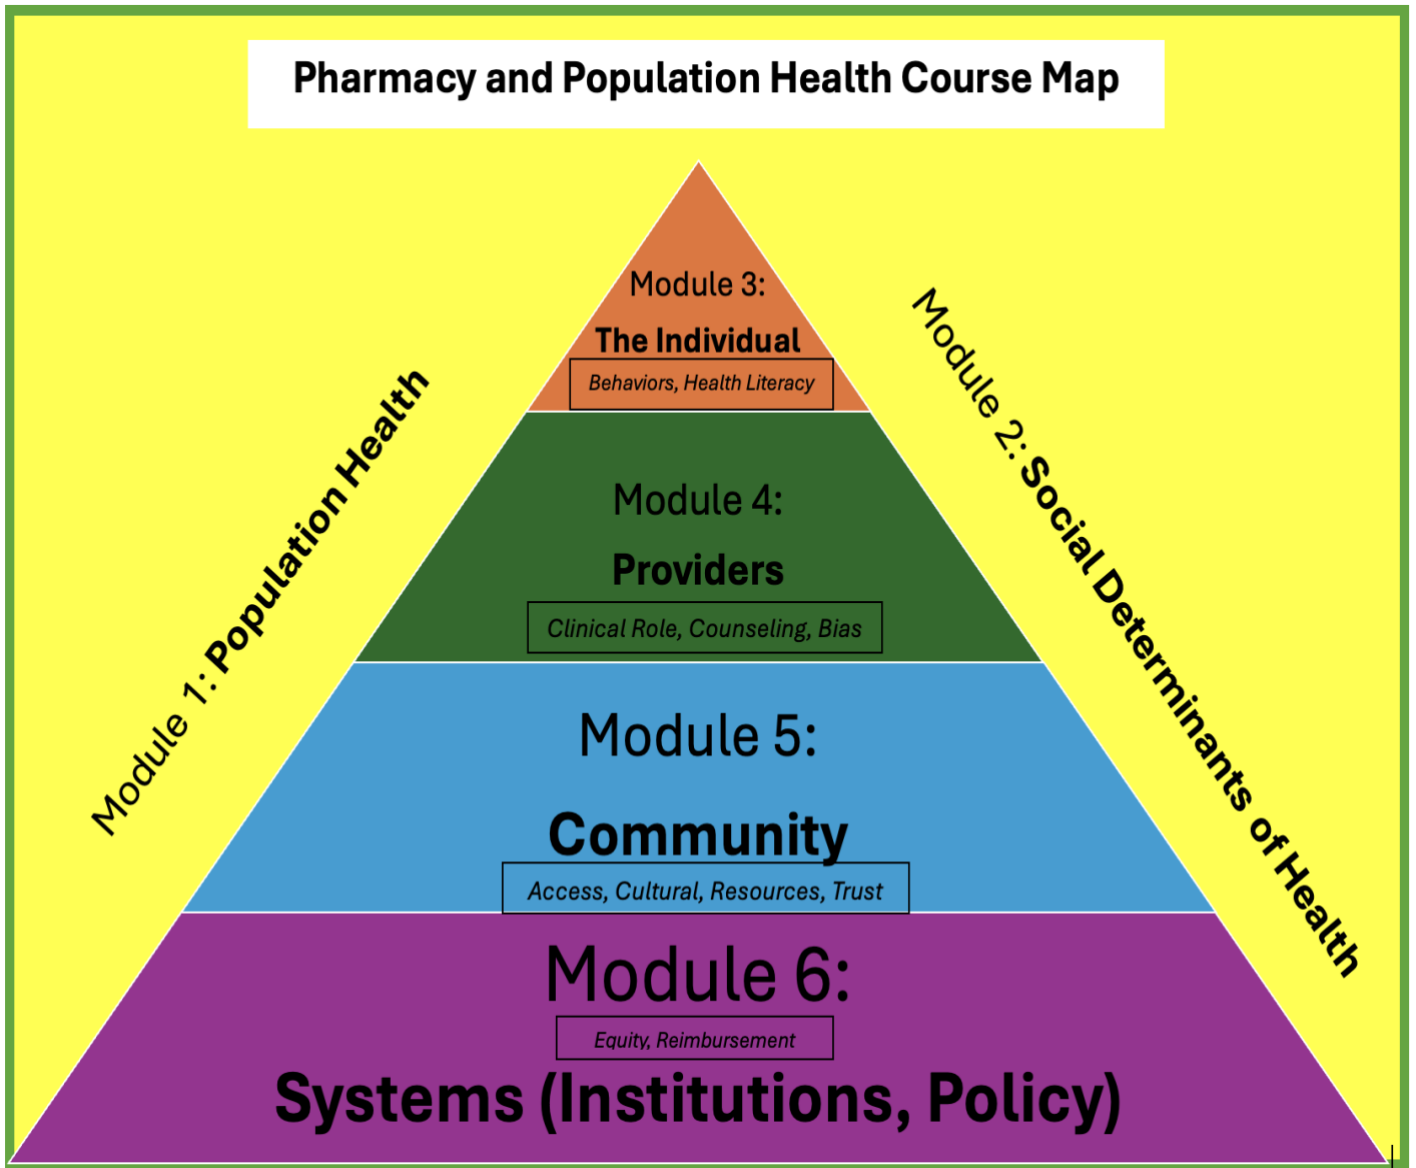 Pharmacy and Population Health Course Map
Module 1: Population Health
Module 2: Social Determinants of Health
Module 3:
The Individual
Behaviors, Health Literacy
Module 4:
Providers
Clinical Role, Counseling, Bias
Module 5:
Community
Access, Cultural, Resources, Trust
Module 6:
Equity, Reimbursement
Systems (Institutions, Policy)